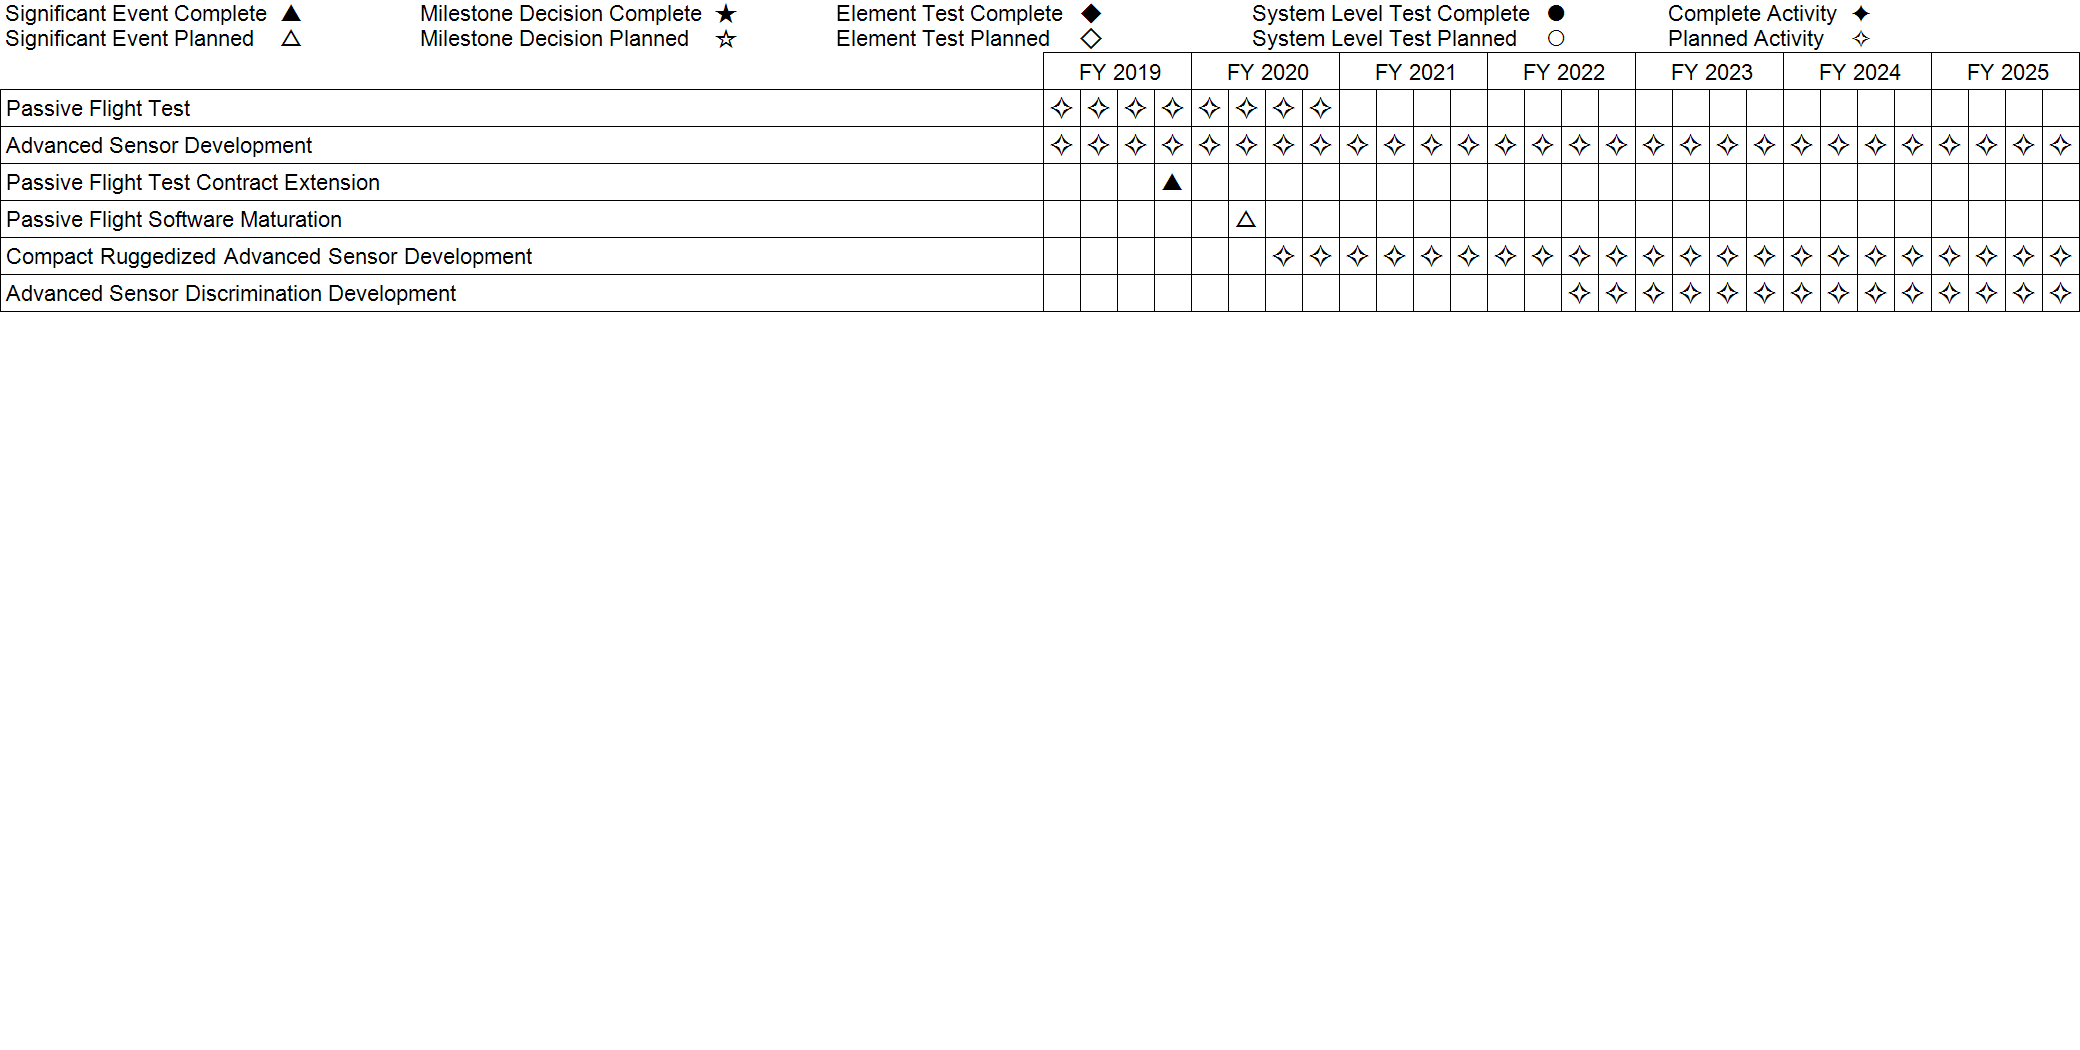 Significant Event Complete ▲ Milestone Decision Complete ★ Element Test Complete ◆ System Level Test Complete ● Complete Activity ✦
Significant Event Planned △ Milestone Decision Planned ☆ Element Test Planned ◇ System Level Test Planned ○ Planned Activity ✧
FY 2019 FY 2020 FY 2021 FY 2022 FY 2023 FY 2024 FY 2025
Passive Flight Test ✧ ✧ ✧ ✧ ✧ ✧ ✧ ✧
Advanced Sensor Development ✧ ✧ ✧ ✧ ✧ ✧ ✧ ✧ ✧ ✧ ✧ ✧ ✧ ✧ ✧ ✧ ✧ ✧ ✧ ✧ ✧ ✧ ✧ ✧ ✧ ✧ ✧ ✧
Passive Flight Test Contract Extension ▲
Passive Flight Software Maturation △
Compact Ruggedized Advanced Sensor Development ✧ ✧ ✧ ✧ ✧ ✧ ✧ ✧ ✧ ✧ ✧ ✧ ✧ ✧ ✧ ✧ ✧ ✧ ✧ ✧ ✧ ✧
Advanced Sensor Discrimination Development ✧ ✧ ✧ ✧ ✧ ✧ ✧ ✧ ✧ ✧ ✧ ✧ ✧ ✧